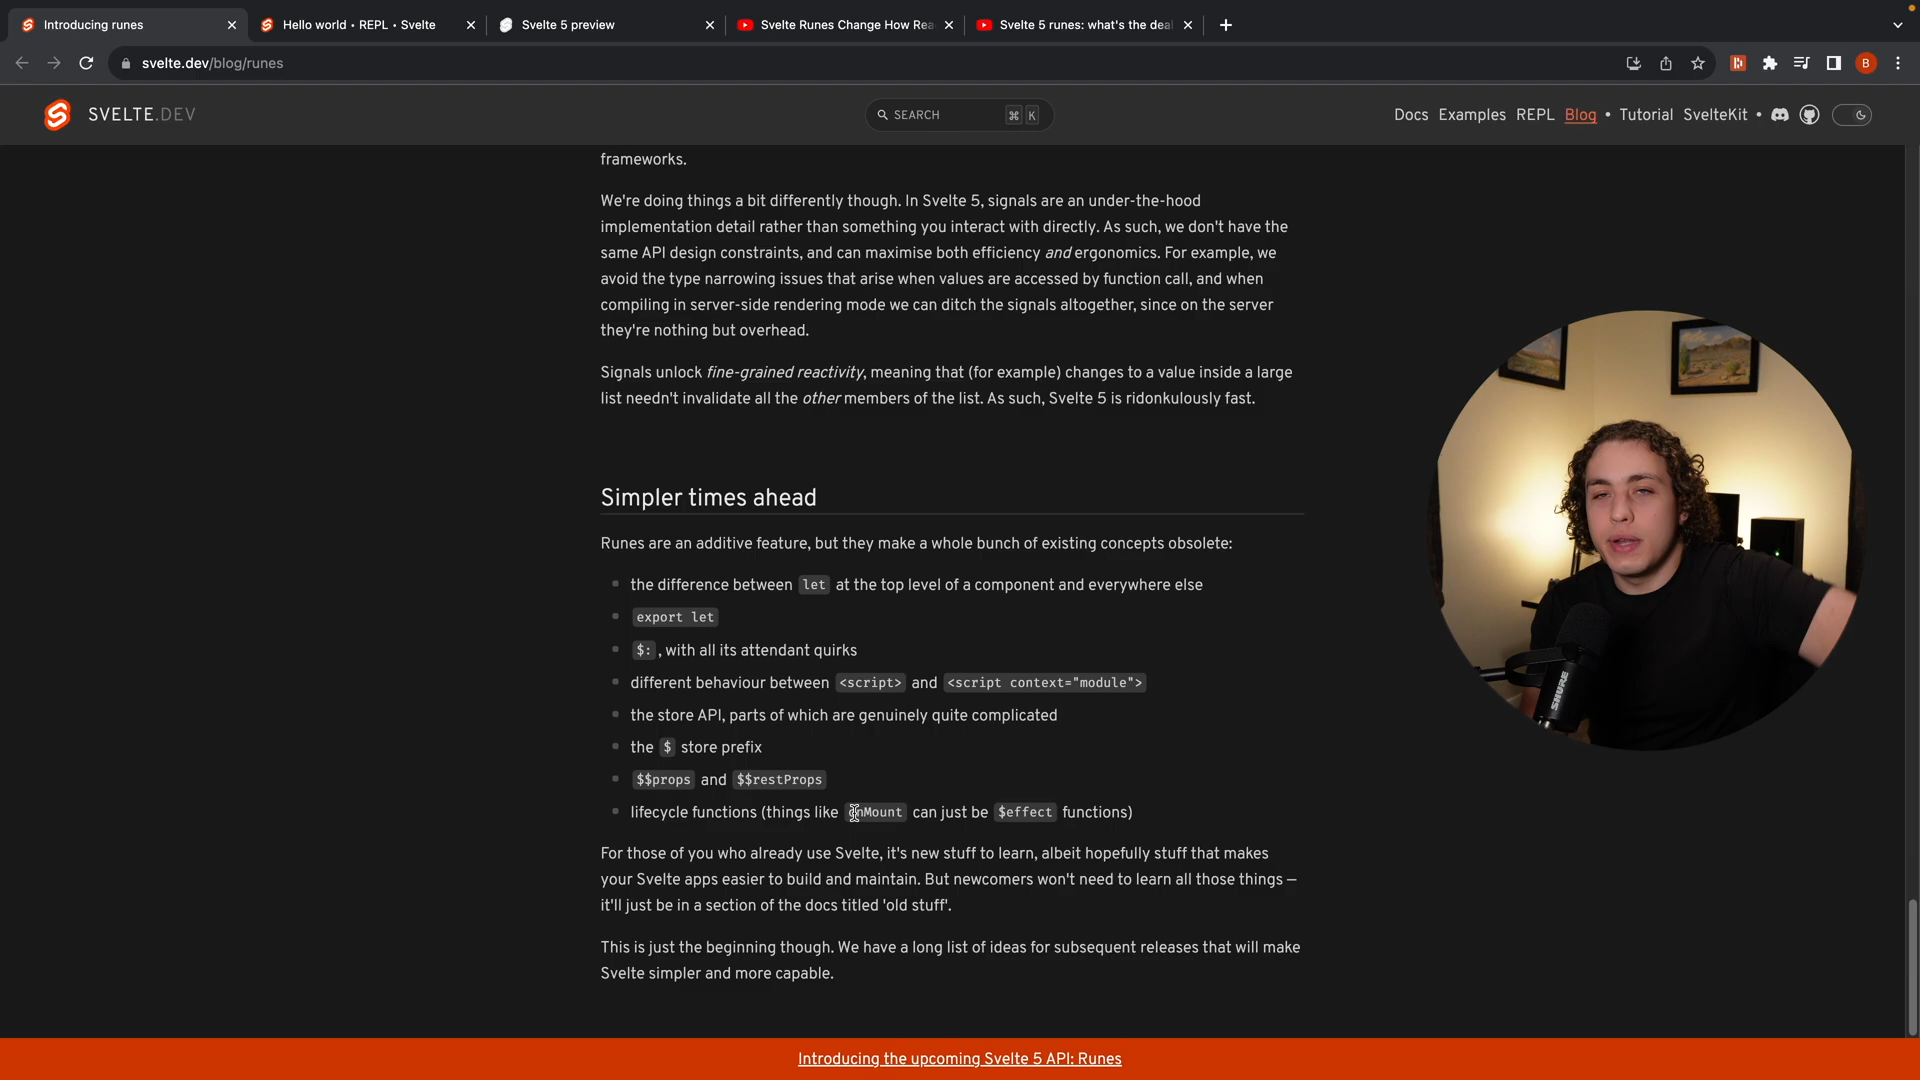 Introducing runes
Hello world • REPL • Svelte
Svelte 5 preview
Svelte Runes Change How Rea
Svelte 5 runes: what's the dea
svelte.dev/blog/runes
B
SVELTE.DEV
SEARCH
⌘ K
Docs Examples REPL Blog • Tutorial SvelteKit •
frameworks.
We're doing things a bit differently though. In Svelte 5, signals are an under-the-hood
implementation detail rather than something you interact with directly. As such, we don't have the
same API design constraints, and can maximise both efficiency and ergonomics. For example, we
avoid the type narrowing issues that arise when values are accessed by function call, and when
compiling in server-side rendering mode we can ditch the signals altogether, since on the server
they're nothing but overhead.
Signals unlock fine-grained reactivity, meaning that (for example) changes to a value inside a large
list needn't invalidate all the other members of the list. As such, Svelte 5 is ridonkulously fast.
Simpler times ahead
Runes are an additive feature, but they make a whole bunch of existing concepts obsolete:
the difference between let at the top level of a component and everywhere else
export let
$: , with all its attendant quirks
different behaviour between <script> and <script context="module">
the store API, parts of which are genuinely quite complicated
the $ store prefix
$$props and $$restProps
lifecycle functions (things like onMount can just be $effect functions)
For those of you who already use Svelte, it's new stuff to learn, albeit hopefully stuff that makes
your Svelte apps easier to build and maintain. But newcomers won't need to learn all those things —
it'll just be in a section of the docs titled 'old stuff'.
This is just the beginning though. We have a long list of ideas for subsequent releases that will make
Svelte simpler and more capable.
SHURE
Introducing the upcoming Svelte 5 API: Runes